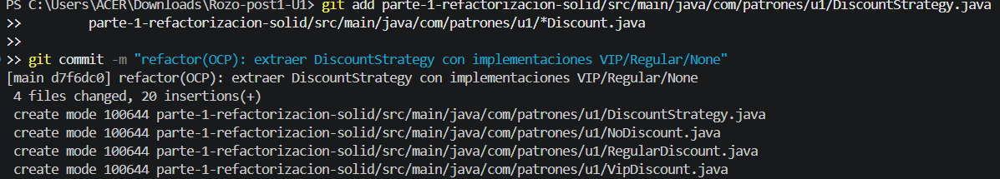 PS C:\Users\ACER\Downloads\Rozo-post1-U1> git add parte-1-refactorizacion-solid/src/main/java/com/patrones/u1/DiscountStrategy.java
>>         parte-1-refactorizacion-solid/src/main/java/com/patrones/u1/*Discount.java
>>
>> git commit -m "refactor(OCP): extraer DiscountStrategy con implementaciones VIP/Regular/None"
[main d7f6dc0] refactor(OCP): extraer DiscountStrategy con implementaciones VIP/Regular/None
 4 files changed, 20 insertions(+)
 create mode 100644 parte-1-refactorizacion-solid/src/main/java/com/patrones/u1/DiscountStrategy.java
 create mode 100644 parte-1-refactorizacion-solid/src/main/java/com/patrones/u1/NoDiscount.java
 create mode 100644 parte-1-refactorizacion-solid/src/main/java/com/patrones/u1/RegularDiscount.java
 create mode 100644 parte-1-refactorizacion-solid/src/main/java/com/patrones/u1/VipDiscount.java